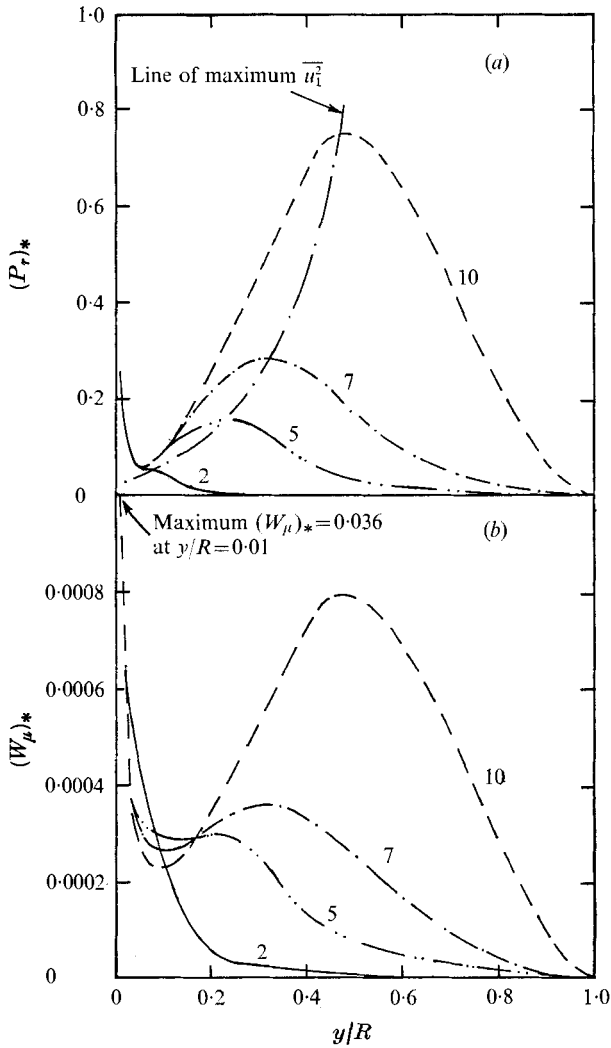 1·0
(a)
Line of maximum $\overline{u_1^2}$
0·8
0·6
(P_r)_*
10
0·4
7
0·2
5
2
0
Maximum (W_μ)_*=0·036
at y/R=0·01
(b)
0·0008
0·0006
(W_μ)_*
10
0·0004
7
0·0002
5
2
0
0 0·2 0·4 0·6 0·8 1·0
y/R